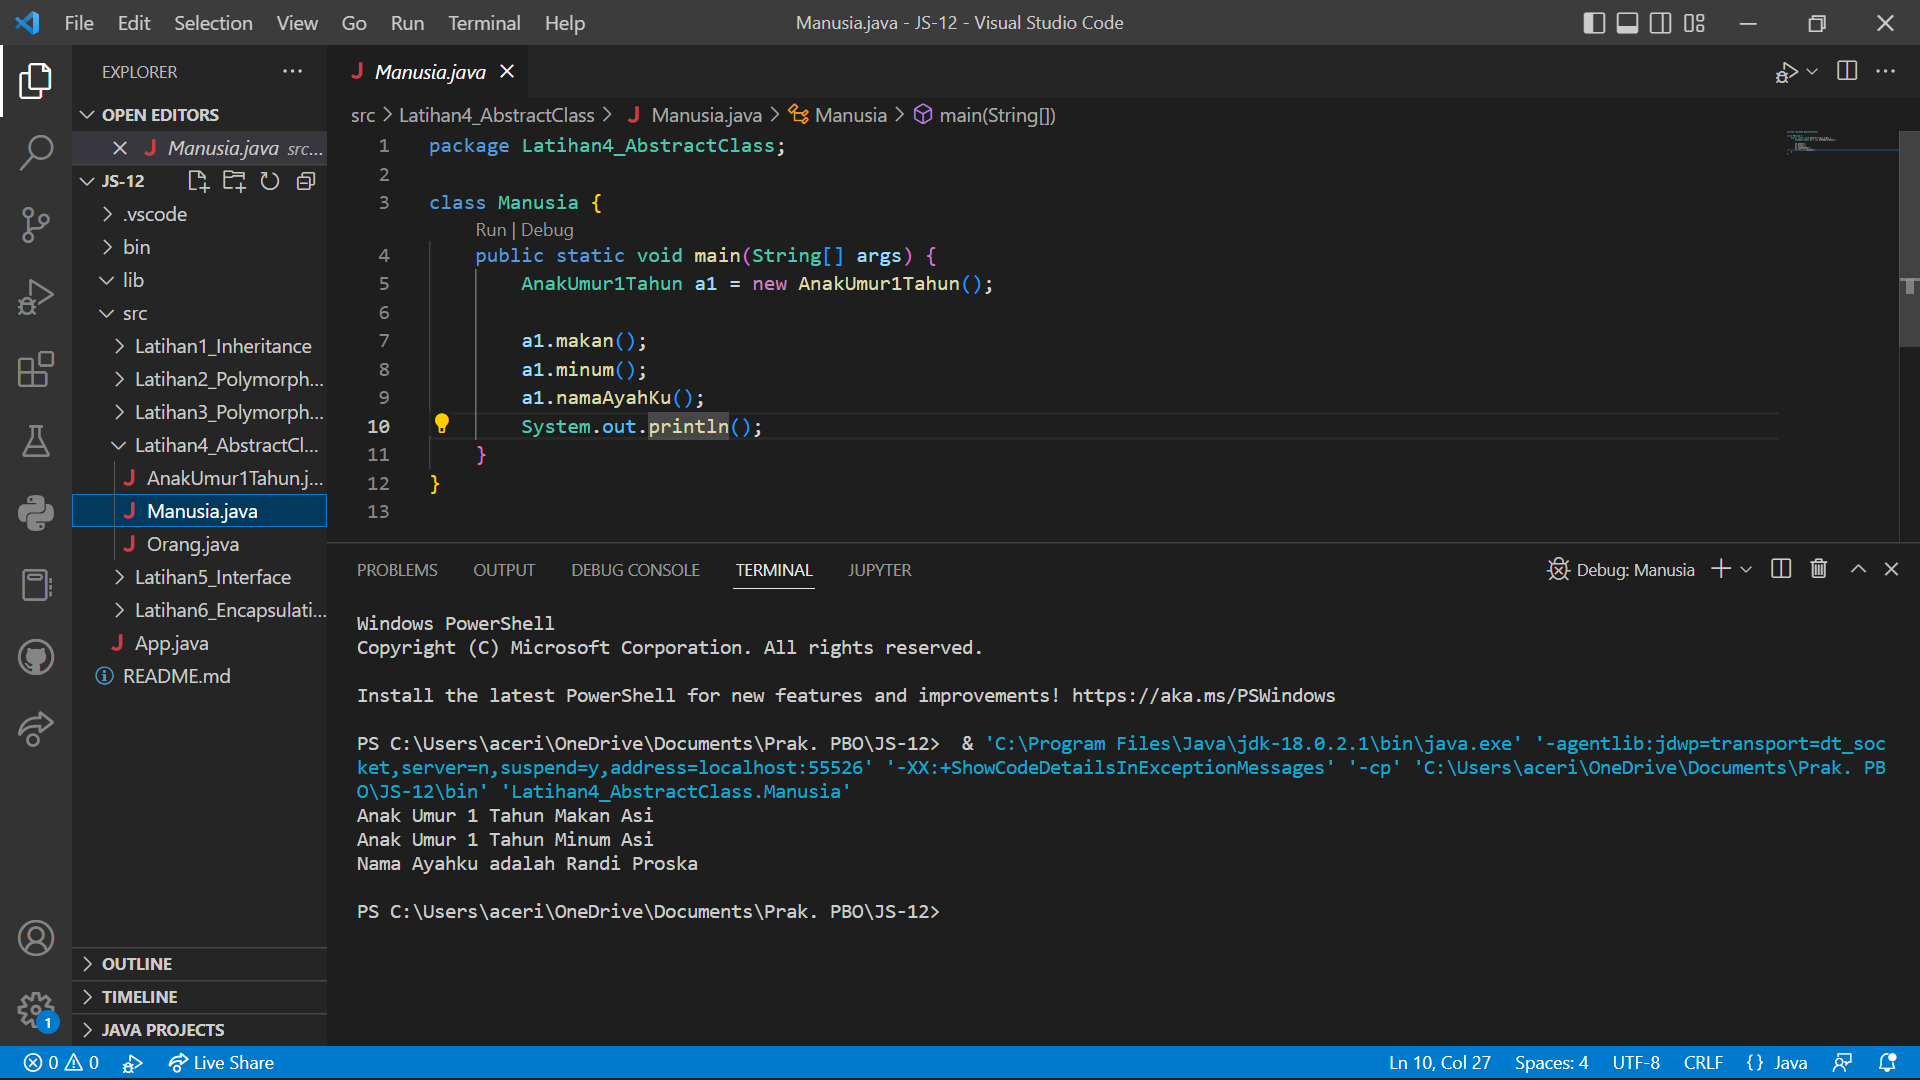 File Edit Selection View Go Run Terminal Help
Manusia.java - JS-12 - Visual Studio Code
EXPLORER
OPEN EDITORS
Manusia.java src...
JS-12
.vscode
bin
lib
src
Latihan1_Inheritance
Latihan2_Polymorph...
Latihan3_Polymorph...
Latihan4_AbstractCl...
AnakUmur1Tahun.j...
Manusia.java
Orang.java
Latihan5_Interface
Latihan6_Encapsulati...
App.java
README.md
OUTLINE
TIMELINE
JAVA PROJECTS
Manusia.java
src > Latihan4_AbstractClass > Manusia.java > Manusia > main(String[])
1 package Latihan4_AbstractClass;
2
3 class Manusia {
Run | Debug
4 public static void main(String[] args) {
5 AnakUmur1Tahun a1 = new AnakUmur1Tahun();
6
7 a1.makan();
8 a1.minum();
9 a1.namaAyahKu();
10 System.out.println();
11 }
12 }
13
PROBLEMS OUTPUT DEBUG CONSOLE TERMINAL JUPYTER
Debug: Manusia
Windows PowerShell
Copyright (C) Microsoft Corporation. All rights reserved.
Install the latest PowerShell for new features and improvements! https://aka.ms/PSWindows
PS C:\Users\aceri\OneDrive\Documents\Prak. PBO\JS-12>  & 'C:\Program Files\Java\jdk-18.0.2.1\bin\java.exe' '-agentlib:jdwp=transport=dt_soc
ket,server=n,suspend=y,address=localhost:55526' '-XX:+ShowCodeDetailsInExceptionMessages' '-cp' 'C:\Users\aceri\OneDrive\Documents\Prak. PB
O\JS-12\bin' 'Latihan4_AbstractClass.Manusia'
Anak Umur 1 Tahun Makan Asi
Anak Umur 1 Tahun Minum Asi
Nama Ayahku adalah Randi Proska
PS C:\Users\aceri\OneDrive\Documents\Prak. PBO\JS-12>
1
0 0 Live Share
Ln 10, Col 27 Spaces: 4 UTF-8 CRLF {} Java